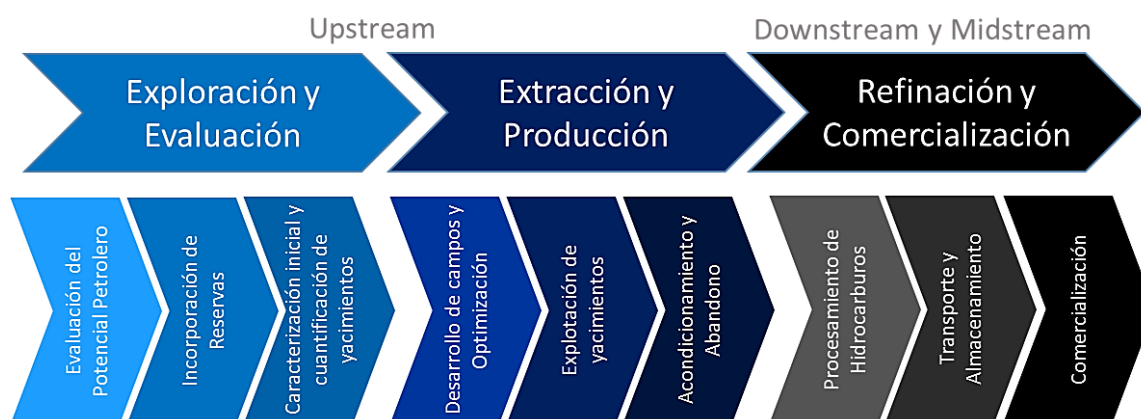 Upstream
Downstream y Midstream
Exploración y
Evaluación
Extracción y
Producción
Refinación y
Comercialización
Evaluación del
Potencial Petrolero
Incorporación de
Reservas
Caracterización inicial y
cuantificación de
yacimientos
Desarrollo de campos y
Optimización
Explotación de
yacimientos
Acondicionamiento y
Abandono
Procesamiento de
Hidrocarburos
Transporte y
Almacenamiento
Comercialización